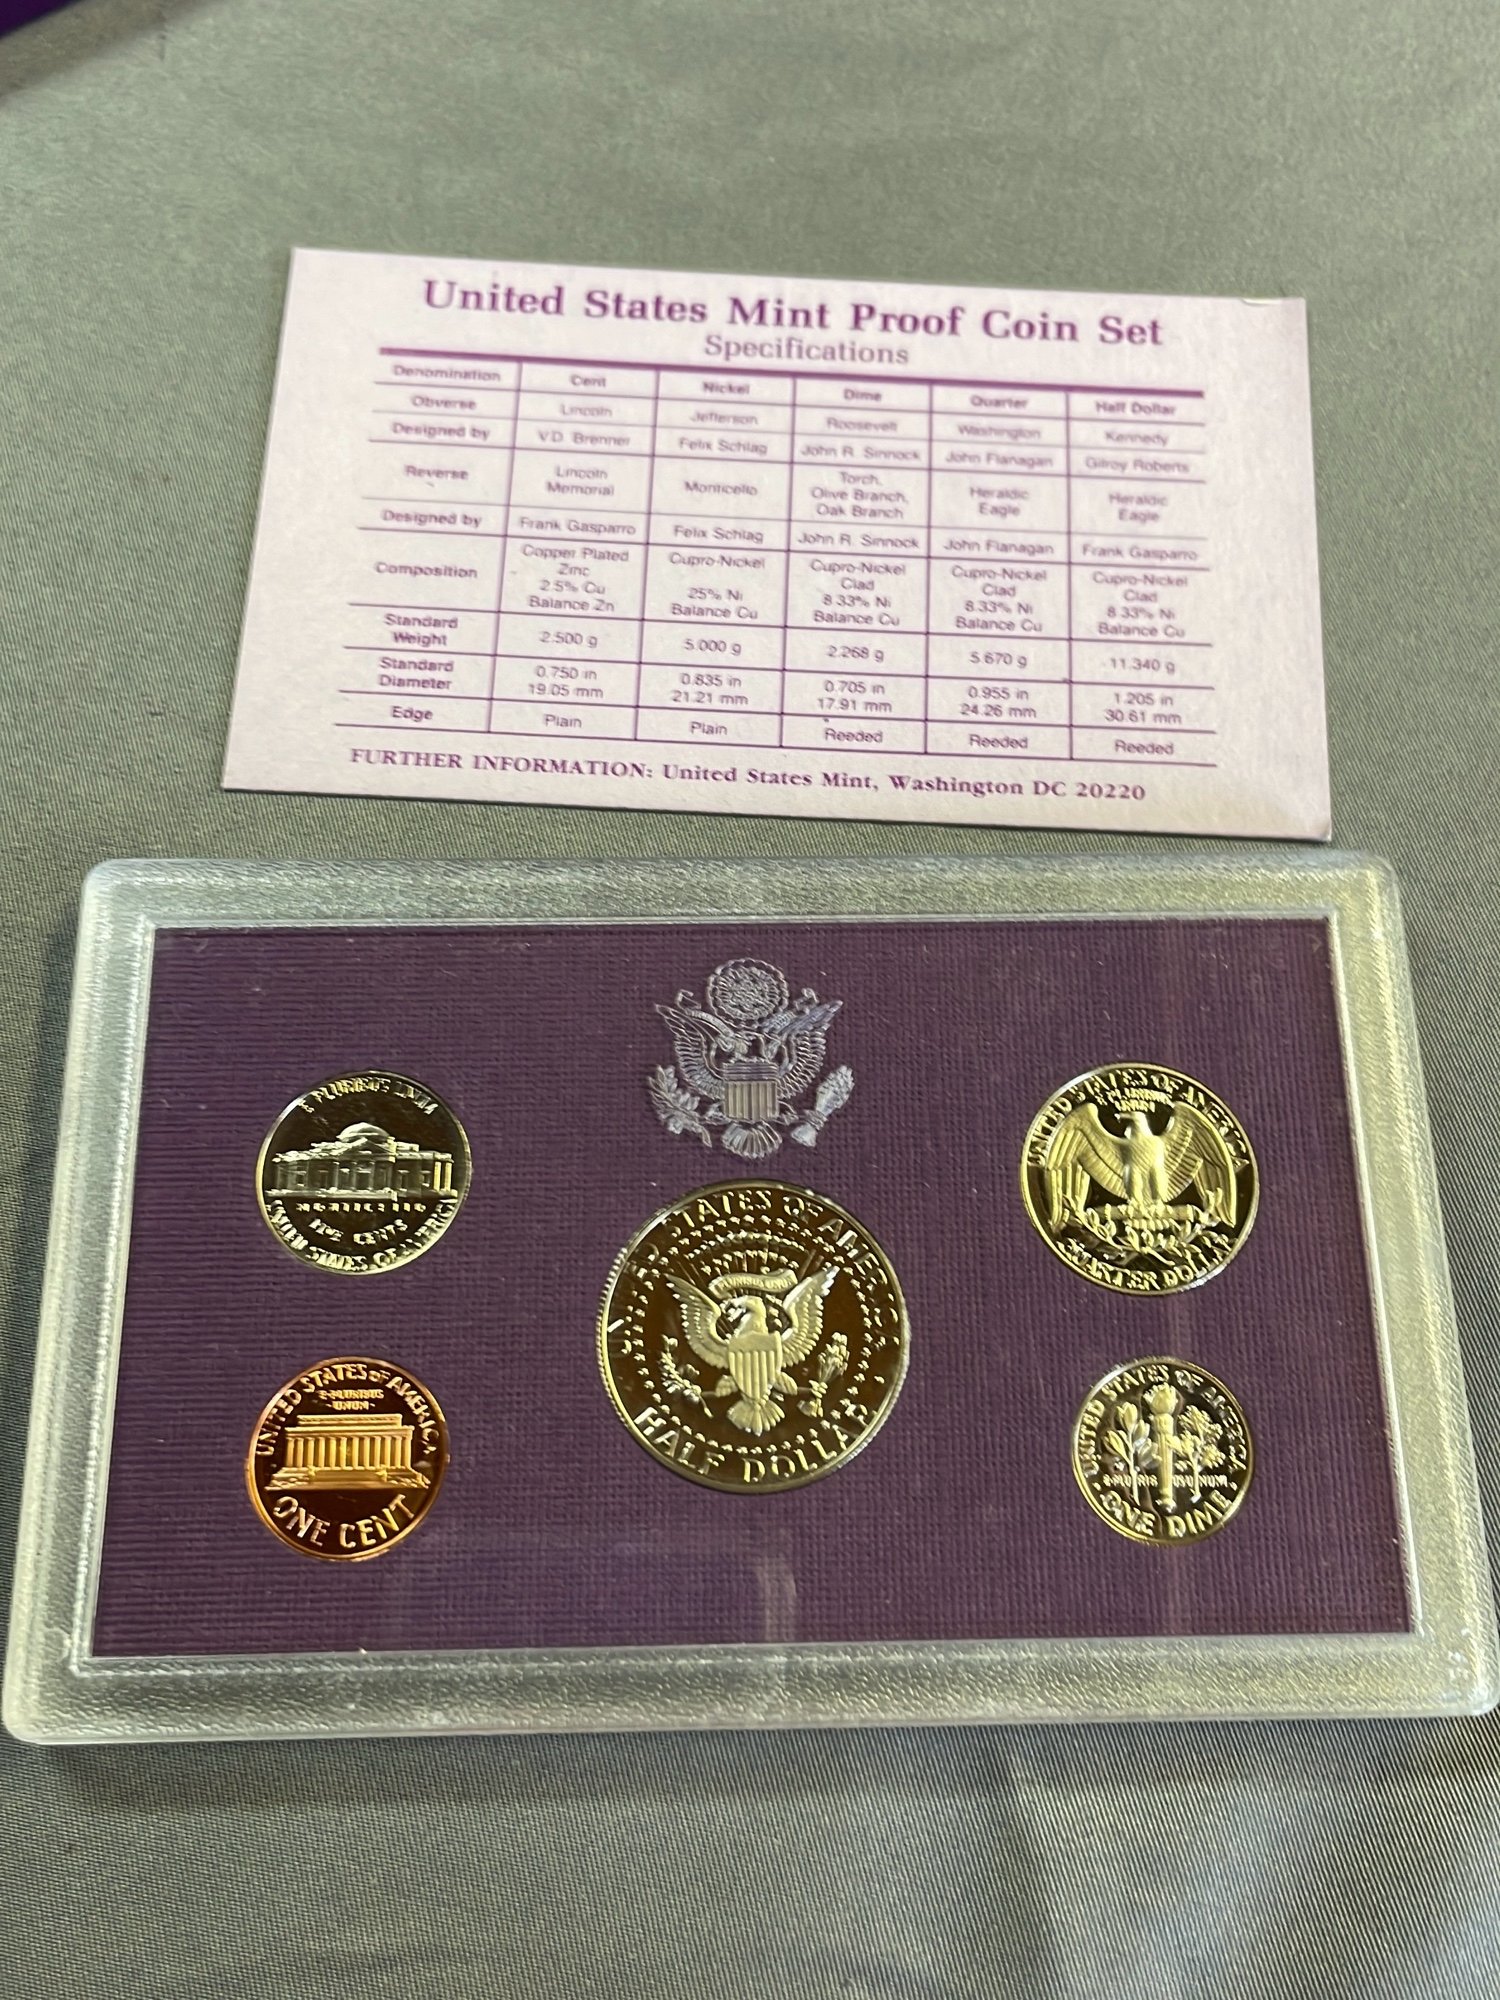 United States Mint Proof Coin Set
Specifications
Denomination Cent Nickel Dime Quarter Half Dollar
Obverse Lincoln Jefferson Roosevelt Washington Kennedy
Designed by V.D. Brenner Felix Schlag John R. Sinnock John Flanagan Gilroy Roberts
Reverse Lincoln Memorial Monticello Torch, Olive Branch, Oak Branch Heraldic Eagle Heraldic Eagle
Designed by Frank Gasparro Felix Schlag John R. Sinnock John Flanagan Frank Gasparro
Composition Copper Plated Zinc 2.5% Cu Balance Zn Cupro-Nickel 25% Ni Balance Cu Cupro-Nickel Clad 8.33% Ni Balance Cu Cupro-Nickel Clad 8.33% Ni Balance Cu Cupro-Nickel Clad 8.33% Ni Balance Cu
Standard Weight 2.500 g 5.000 g 2.268 g 5.670 g 11.340 g
Standard Diameter 0.750 in 19.05 mm 0.835 in 21.21 mm 0.705 in 17.91 mm 0.955 in 24.26 mm 1.205 in 30.61 mm
Edge Plain Plain Reeded Reeded Reeded
FURTHER INFORMATION: United States Mint, Washington DC 20220
E PLURIBUS UNUM
FIVE CENTS
UNITED STATES OF AMERICA
UNITED STATES OF AMERICA
E PLURIBUS
UNUM
QUARTER DOLLAR
UNITED STATES OF AMERICA
HALF DOLLAR
UNITED STATES OF AMERICA
E PLURIBUS
·UNUM·
ONE CENT
UNITED STATES OF AMERICA
E PLURIBUS UNUM
· ONE DIME ·